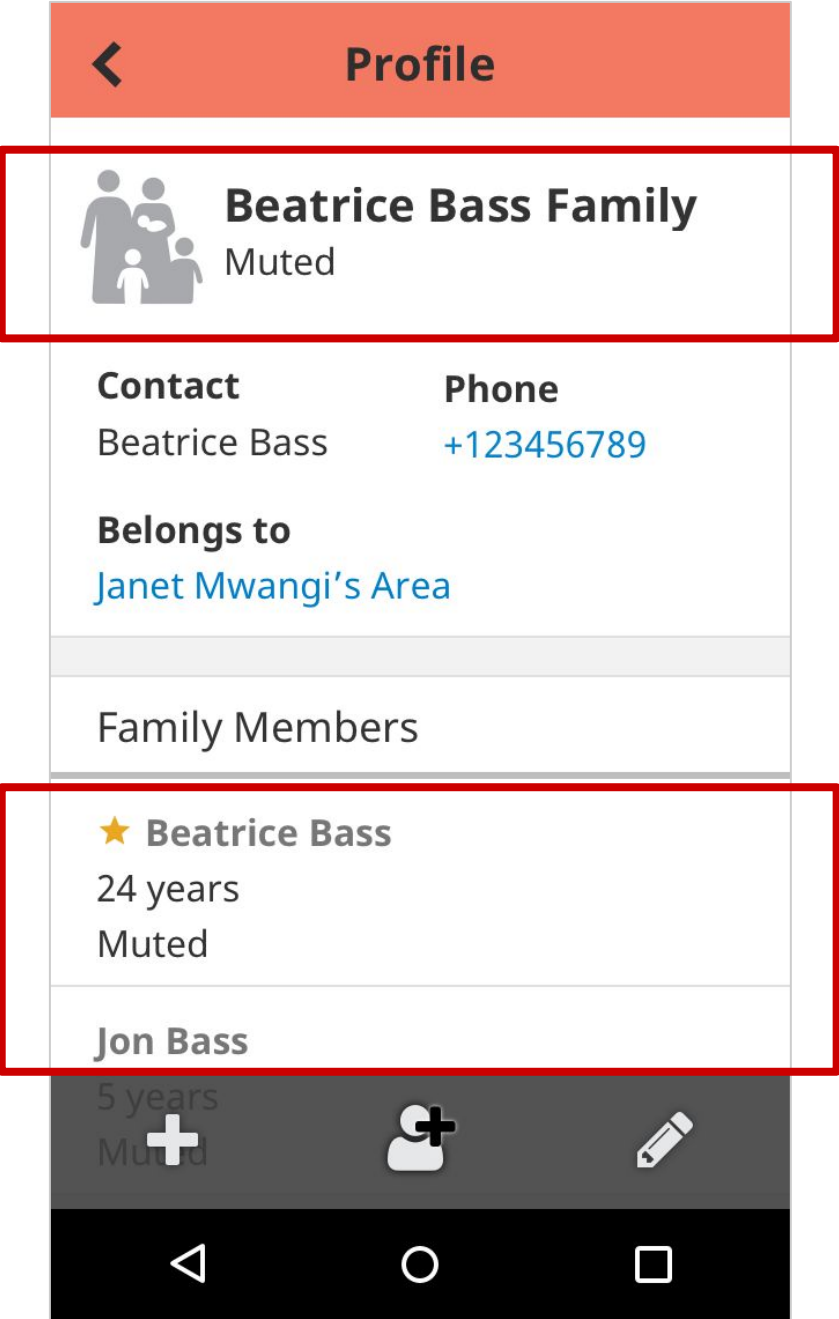 Profile
Beatrice Bass Family
Muted
Contact
Phone
Beatrice Bass
+123456789
Belongs to
Janet Mwangi’s Area
Family Members
Beatrice Bass
24 years
Muted
Jon Bass
5 years
Muted